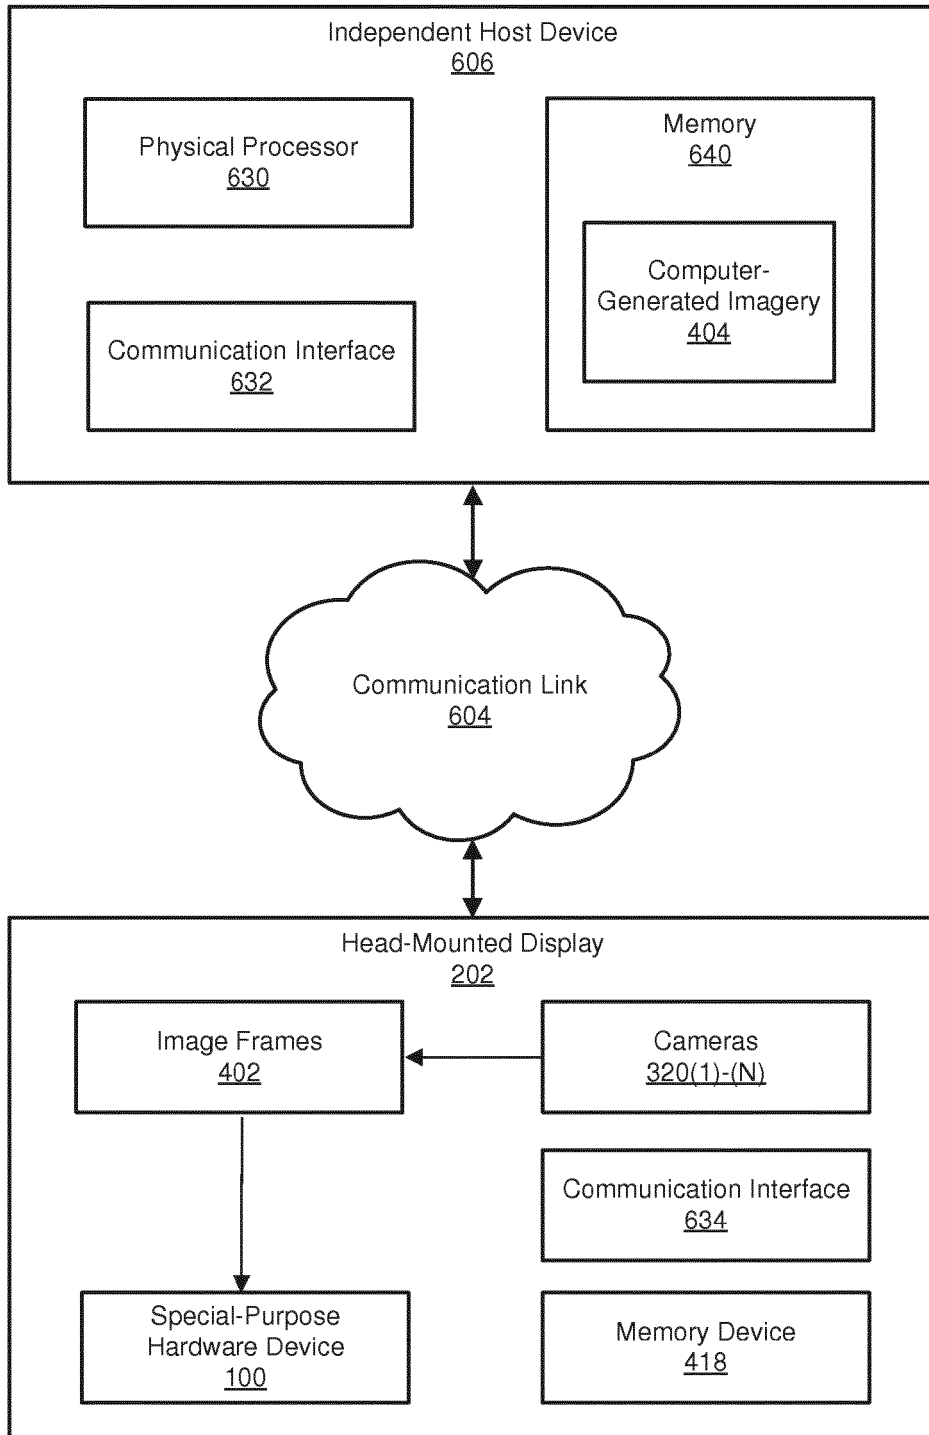 Independent Host Device
606
Physical Processor
630
Memory
640
Computer-
Generated Imagery
404
Communication Interface
632
Communication Link
604
Head-Mounted Display
202
Image Frames
402
Cameras
320(1)-(N)
Communication Interface
634
Special-Purpose
Hardware Device
100
Memory Device
418